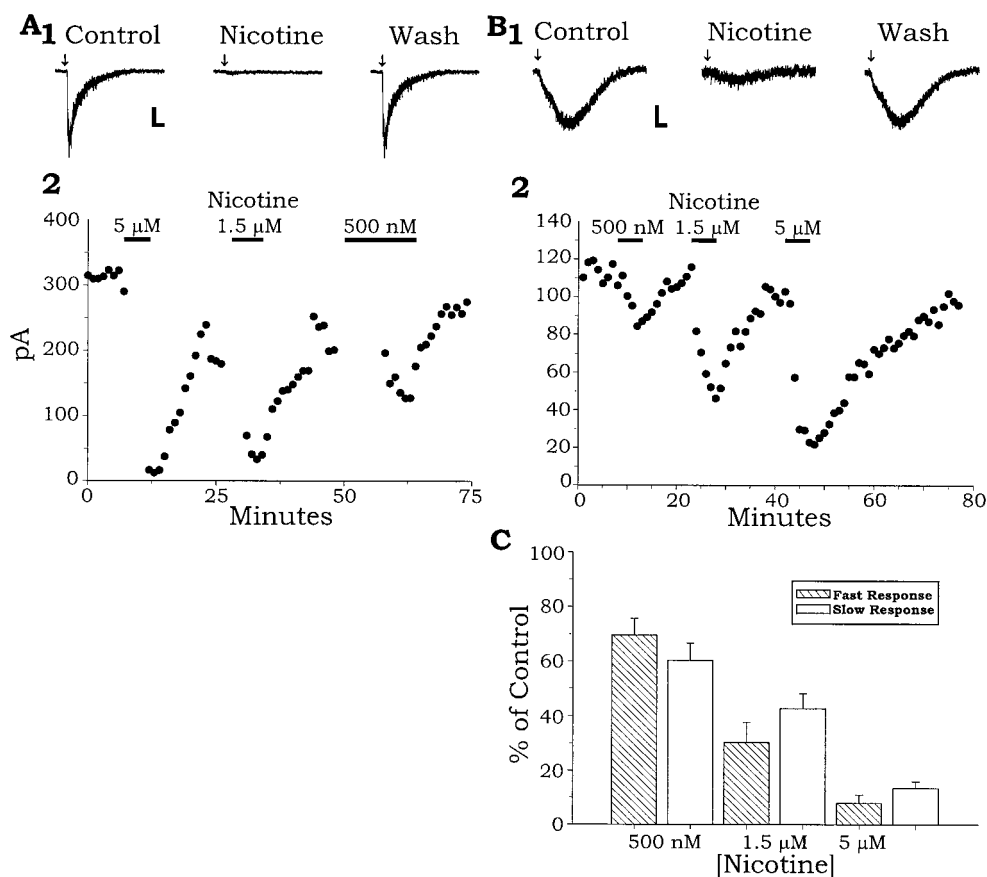 A1 Control Nicotine Wash
L
2
Nicotine
5 μM 1.5 μM 500 nM
400
300
200
100
0
pA
0 25 50 75
Minutes
B1 Control Nicotine Wash
L
2
Nicotine
500 nM 1.5 μM 5 μM
140
120
100
80
60
40
20
0
0 20 40 60 80
Minutes
C
100
80
60
40
20
0
% of Control
Fast Response
Slow Response
500 nM 1.5 μM 5 μM
[Nicotine]